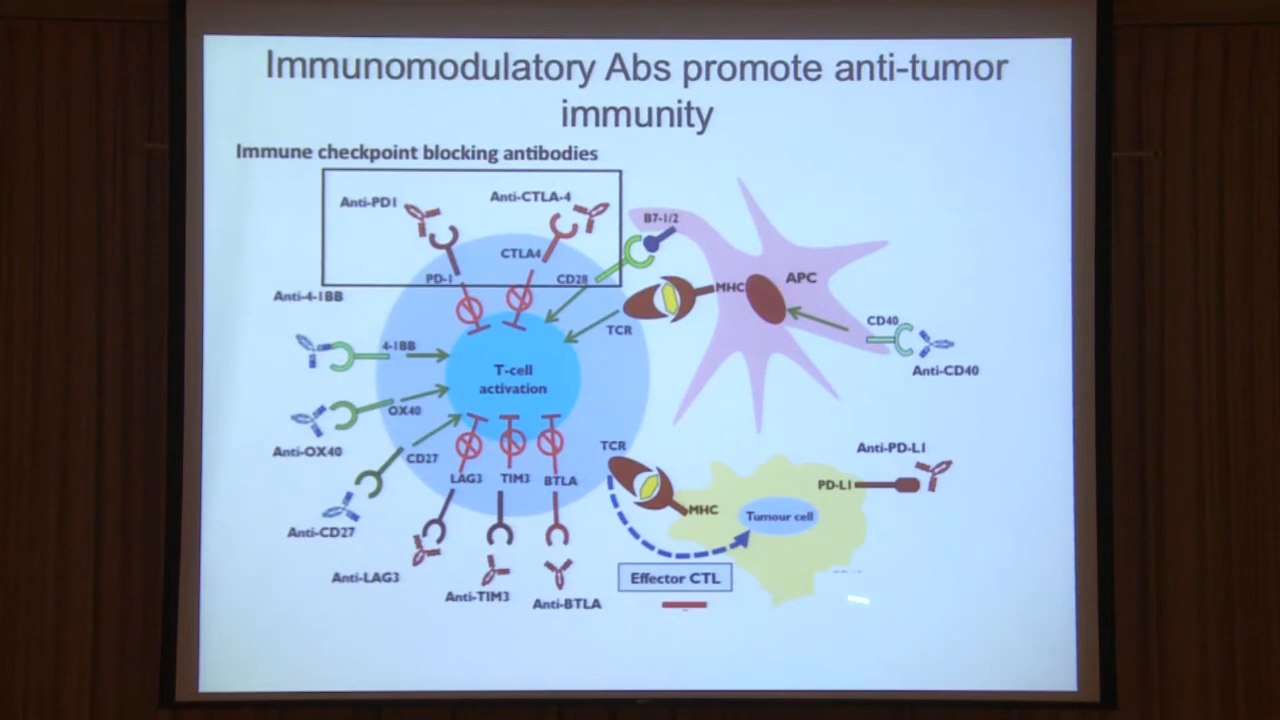 Immunomodulatory Abs promote anti-tumor
immunity
Immune checkpoint blocking antibodies
Anti-PD1
Anti-CTLA-4
B7-1/2
CTLA4
PD-1
CD28
MHC
APC
Anti-4-1BB
TCR
CD40
4-1BB
Anti-CD40
T-cell
activation
OX40
Anti-OX40
CD27
TCR
Anti-PD-L1
LAG3
TIM3
BTLA
PD-L1
MHC
Tumour cell
Anti-CD27
Anti-LAG3
Effector CTL
Anti-TIM3
Anti-BTLA